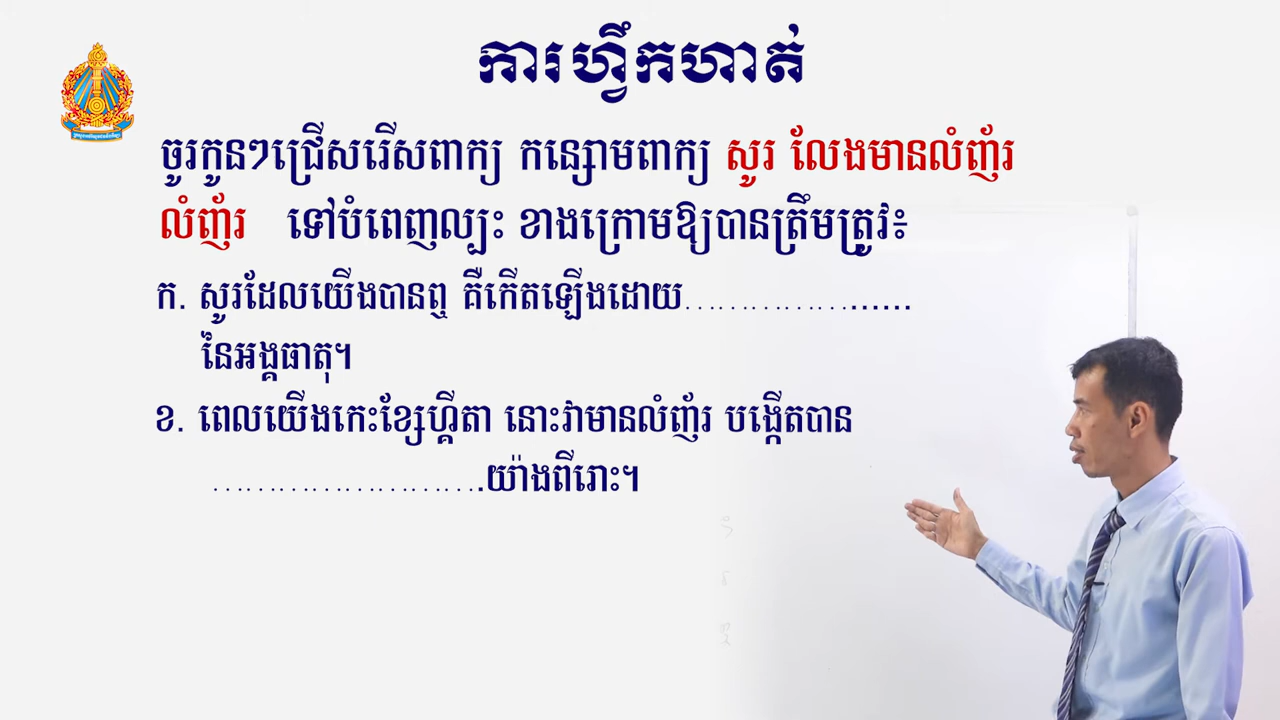 ការហ្វឹកហាត់
ចូរកូនៗជ្រើសរើសពាក្យ កន្សោមពាក្យ សូរ លែងមានលំញ័រ
លំញ័រ ទៅបំពេញល្បះ ខាងក្រោមឱ្យបានត្រឹមត្រូវ៖
ក. សូរដែលយើងបានឮ គឺកើតឡើងដោយ……………......
នៃអង្គធាតុ។
ខ. ពេលយើងកេះខ្សែហ្គីតា នោះវាមានលំញ័រ បង្កើតបាន
…………………….យ៉ាងពីរោះ។